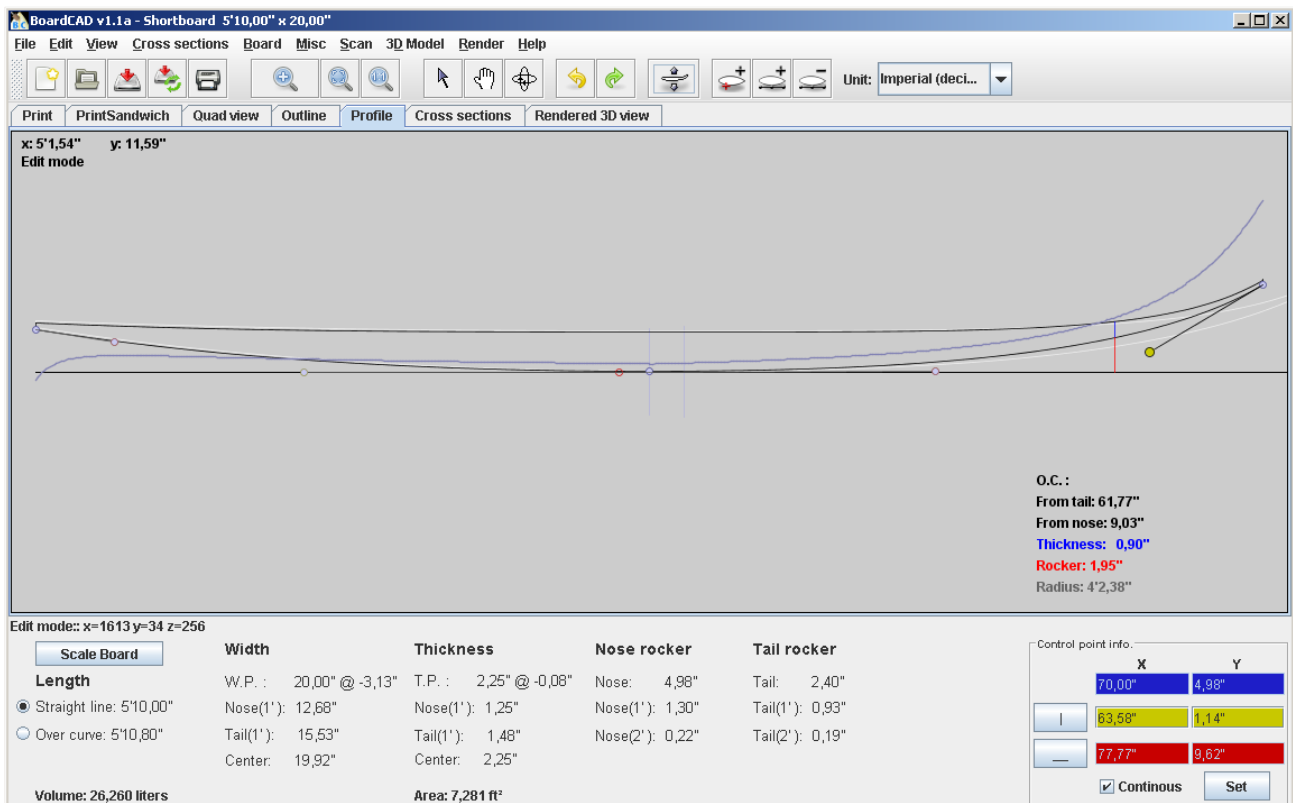 BoardCAD v1.1a - Shortboard 5'10,00" x 20,00"
File Edit View Cross sections Board Misc Scan 3D Model Render Help
Unit: Imperial (deci...
Print PrintSandwich Quad view Outline Profile Cross sections Rendered 3D view
x: 5'1,54" y: 11,59"
Edit mode
O.C. :
From tail: 61,77"
From nose: 9,03"
Thickness: 0,90"
Rocker: 1,95"
Radius: 4'2,38"
Edit mode:: x=1613 y=34 z=256
Scale Board Width Thickness Nose rocker Tail rocker Control point info.
X Y
Length W.P. : 20,00" @ -3,13" T.P. : 2,25" @ -0,08" Nose: 4,98" Tail: 2,40" 70,00" 4,98"
Straight line: 5'10,00" Nose(1'): 12,68" Nose(1'): 1,25" Nose(1'): 1,30" Tail(1'): 0,93" | 63,58" 1,14"
Over curve: 5'10,80" Tail(1'): 15,53" Tail(1'): 1,48" Nose(2'): 0,22" Tail(2'): 0,19"
Center: 19,92" Center: 2,25" __ 77,77" 9,62"
Continous Set
Volume: 26,260 liters Area: 7,281 ft²